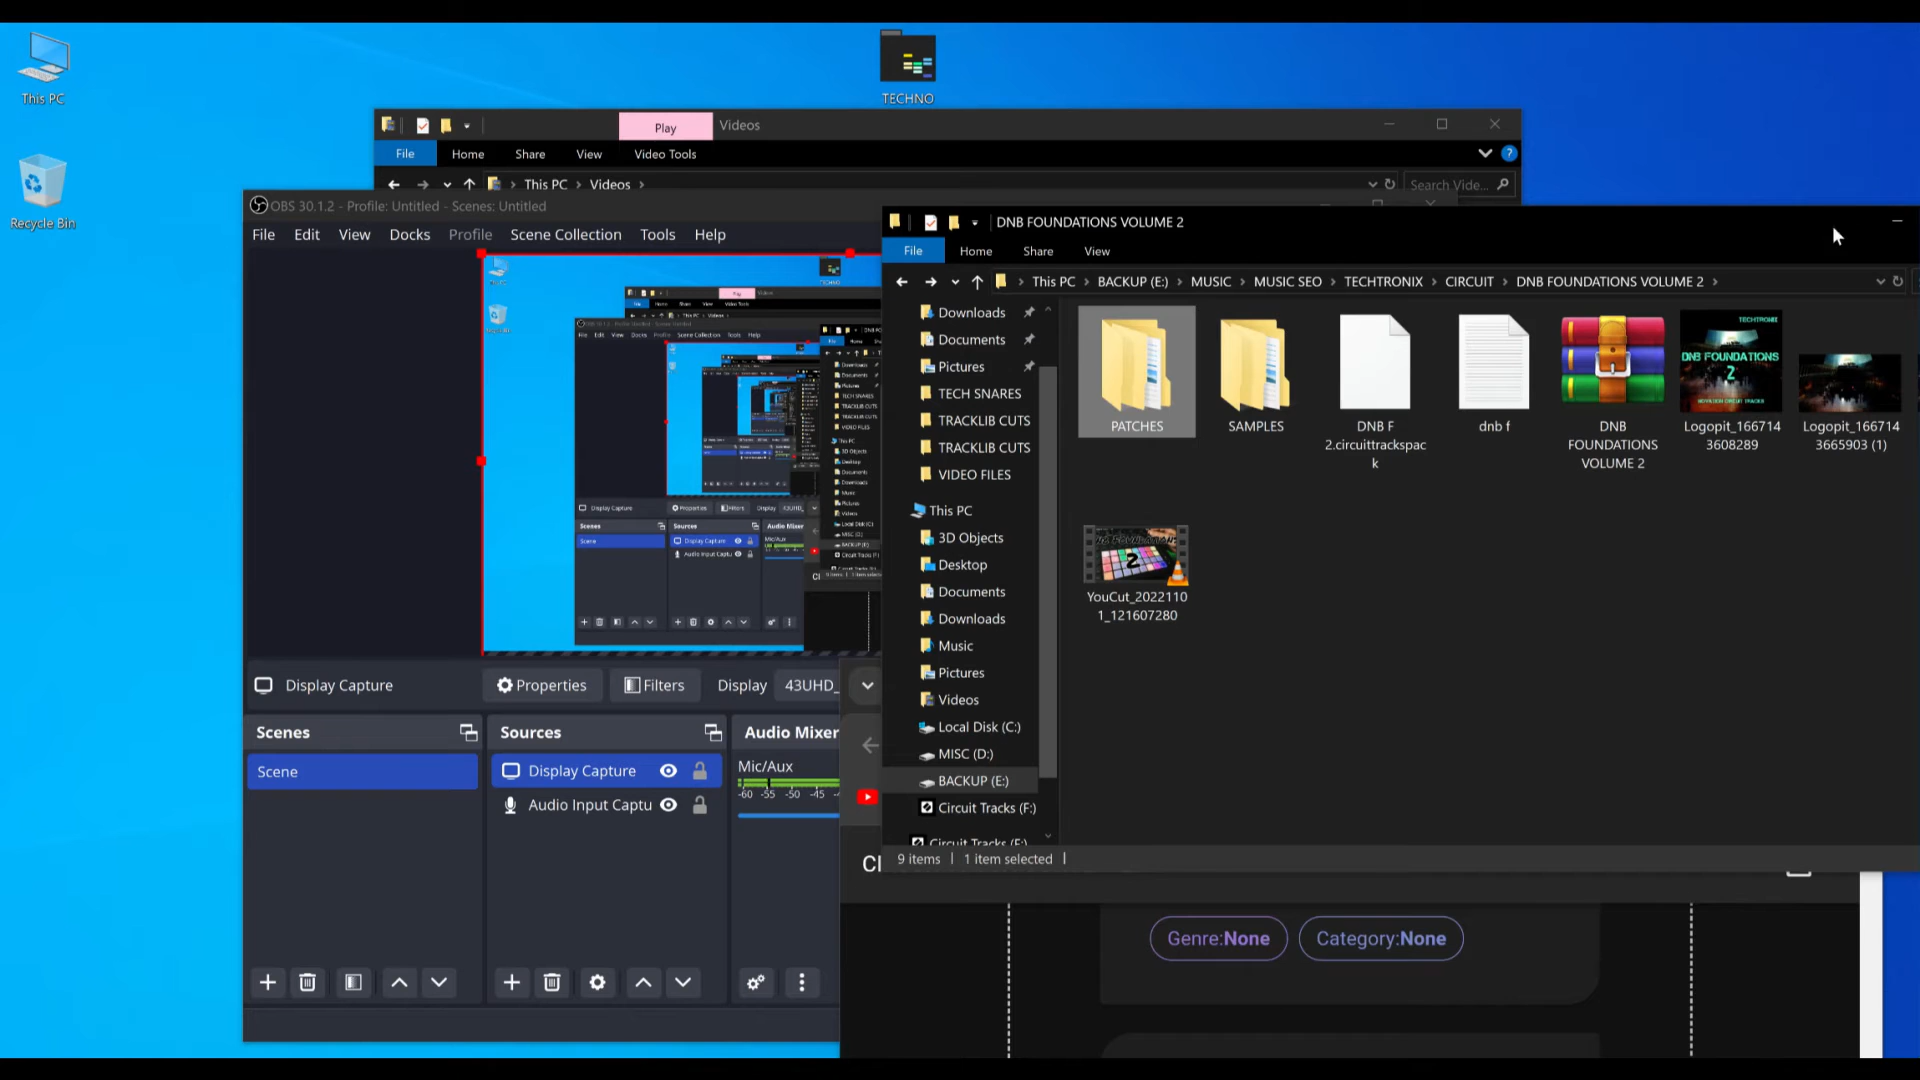 This PC
TECHNO
Recycle Bin
Play
Videos
File
Home
Share
View
Video Tools
This PC
Videos
Search Vide...
OBS 30.1.2 - Profile: Untitled - Scenes: Untitled
File
Edit
View
Docks
Profile
Scene Collection
Tools
Help
DNB FOUNDATIONS VOLUME 2
File
Home
Share
View
This PC
BACKUP (E:)
MUSIC
MUSIC SEO
TECHTRONIX
CIRCUIT
DNB FOUNDATIONS VOLUME 2
Downloads
Documents
Pictures
TECH SNARES
TRACKLIB CUTS
TRACKLIB CUTS
VIDEO FILES
This PC
3D Objects
Desktop
Documents
Downloads
Music
Pictures
Videos
Local Disk (C:)
MISC (D:)
BACKUP (E:)
Circuit Tracks (F:)
Circuit Tracks (F:)
PATCHES
SAMPLES
DNB F
2.circuittrackspac
k
dnb f
DNB
FOUNDATIONS
VOLUME 2
TECHTRONIX
DNB FOUNDATIONS
2
Logopit_166714
3608289
Logopit_166714
3665903 (1)
2
YouCut_2022110
1_121607280
9 items
1 item selected
Display Capture
Properties
Filters
Display
43UHD_
Scenes
Scene
Sources
Display Capture
Audio Input Captu
Audio Mixer
Mic/Aux
-60 -55 -50 -45
Genre:None
Category:None